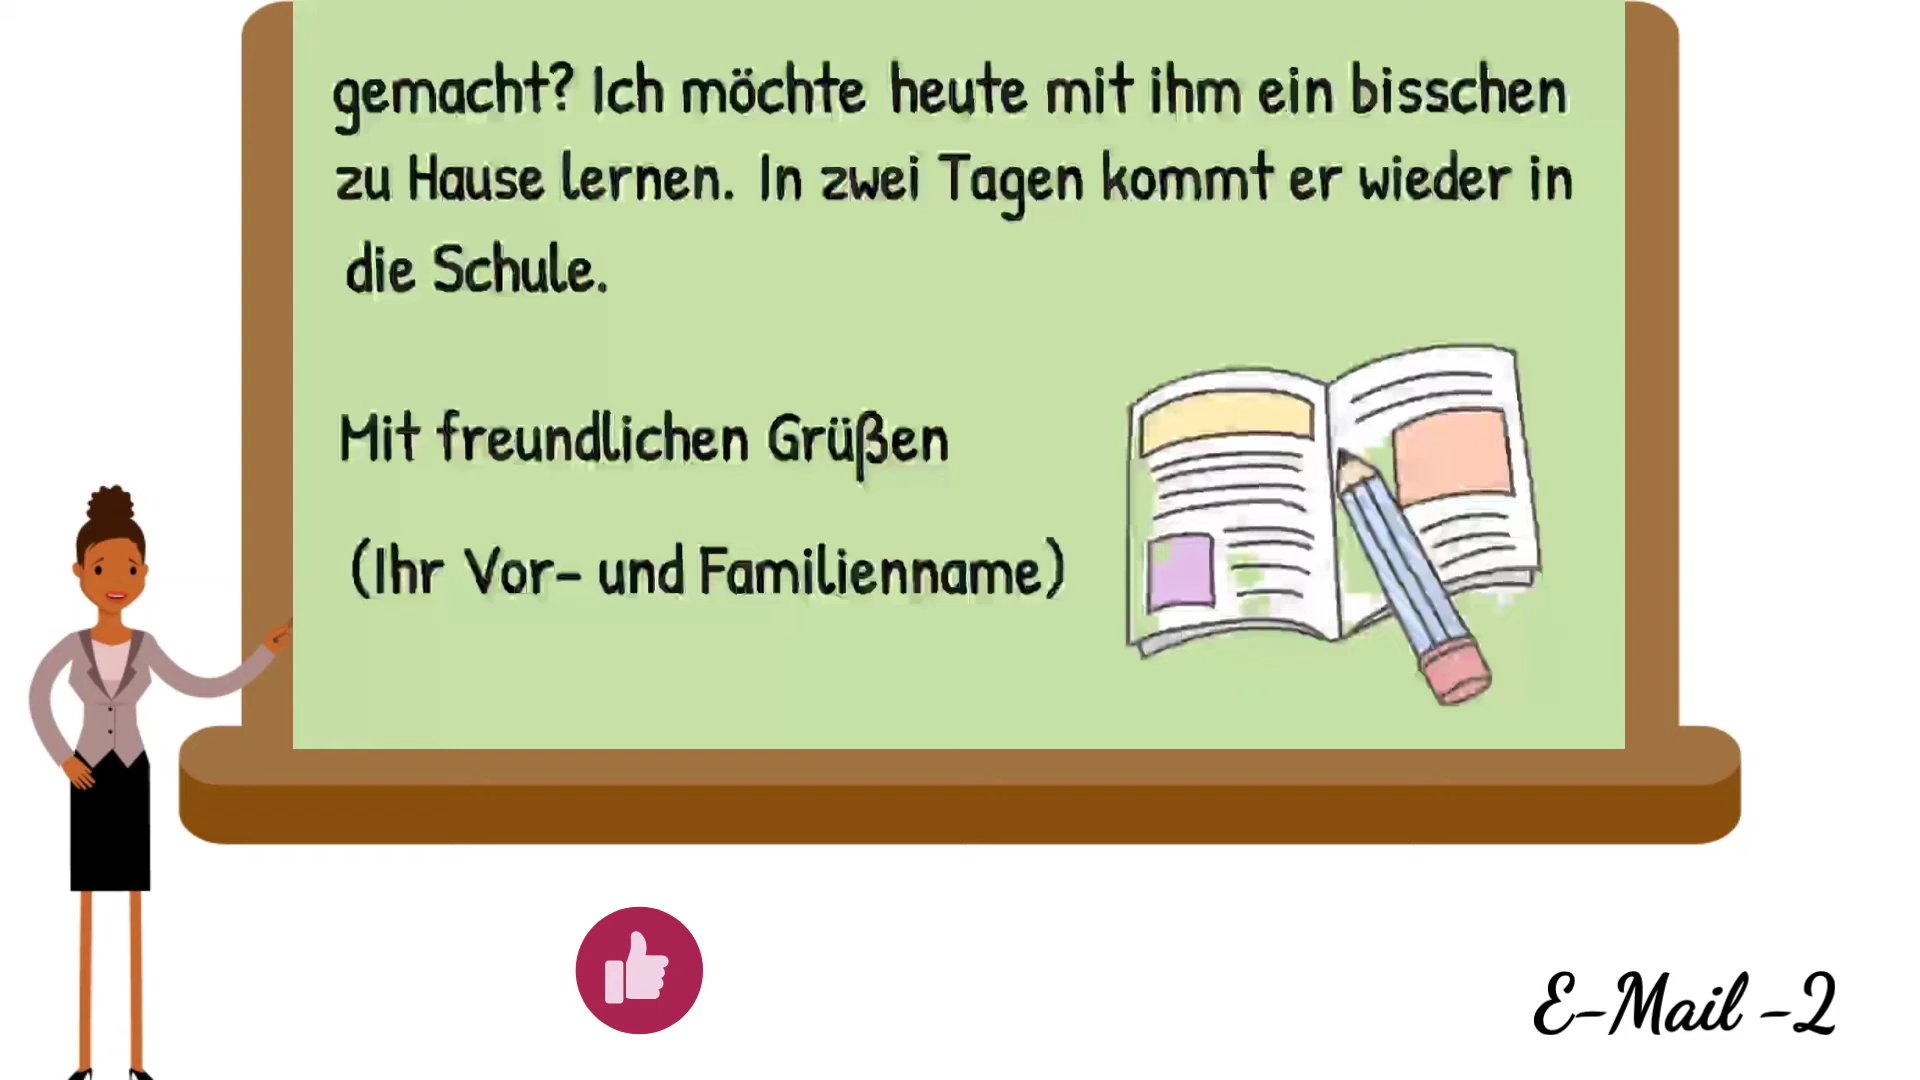 gemacht? Ich möchte heute mit ihm ein bisschen
zu Hause lernen. In zwei Tagen kommt er wieder in
die Schule.
Mit freundlichen Grüßen
(Ihr Vor- und Familienname)
E-Mail -2